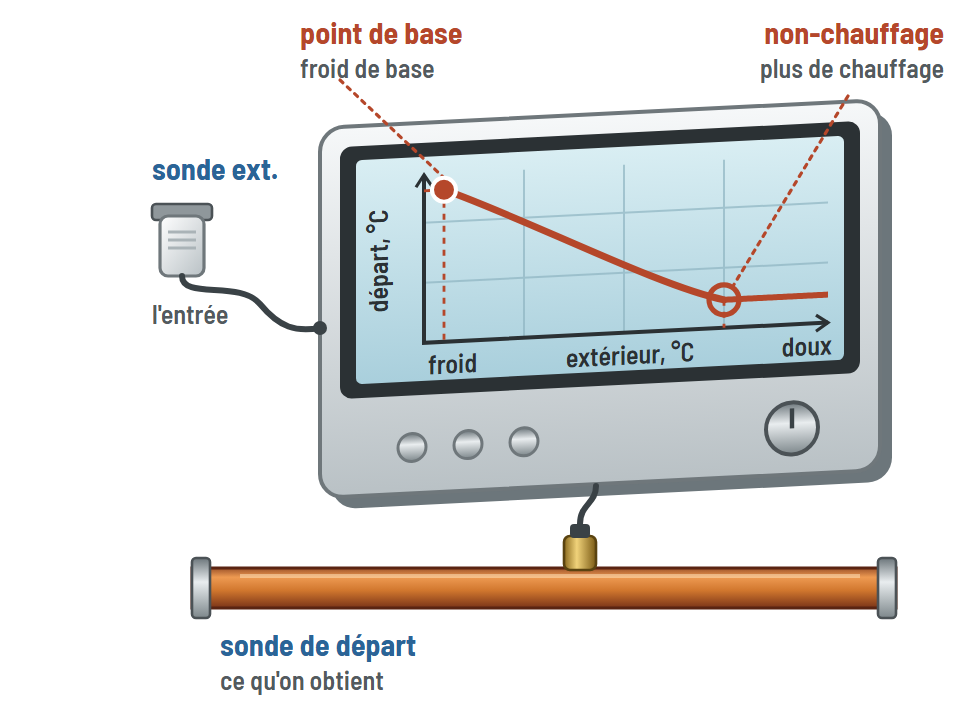 point de base
froid de base
non-chauffage
plus de chauffage
sonde ext.
l'entrée
départ, °C
froid
extérieur, °C
doux
sonde de départ
ce qu'on obtient